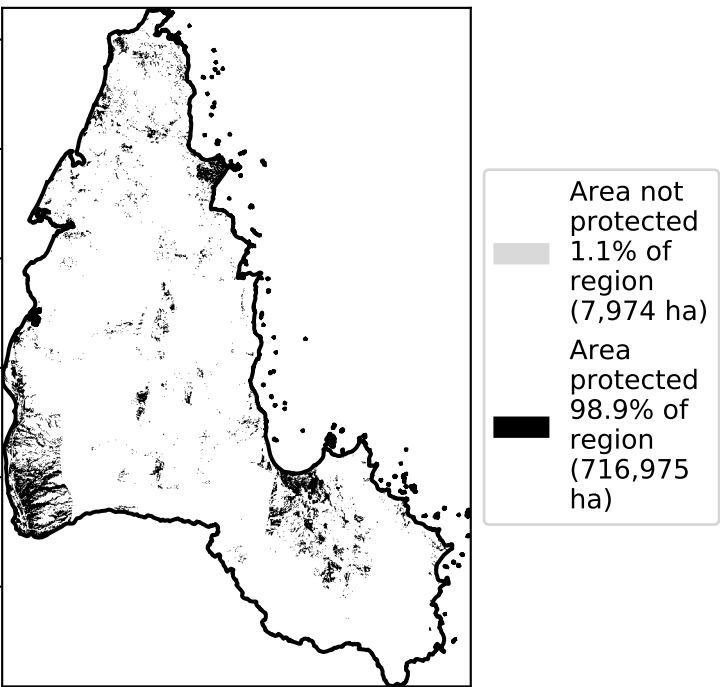 Area not
protected
1.1% of
region
(7,974 ha)
Area
protected
98.9% of
region
(716,975
ha)